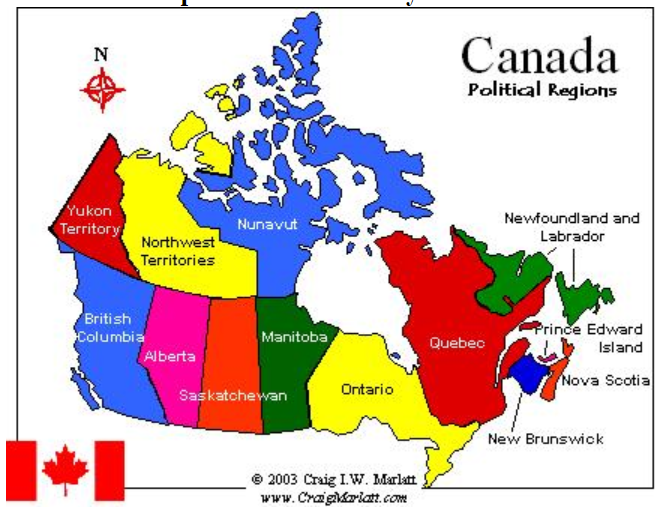 Canada
Political Regions
N
Yukon
Territory
Northwest
Territories
Nunavut
Newfoundland and
Labrador
British
Columbia
Alberta
Saskatchewan
Manitoba
Ontario
Quebec
Prince Edward
Island
Nova Scotia
New Brunswick
© 2003 Craig I.W. Marlatt
www.CraigMarlatt.com